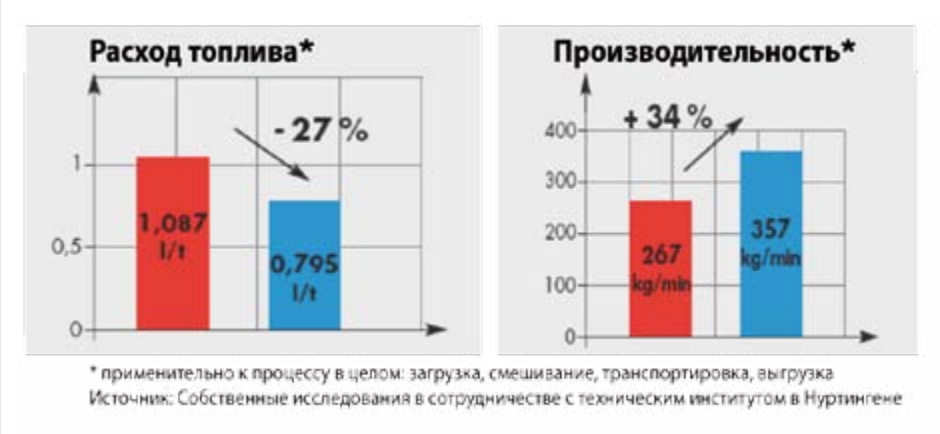 Расход топлива*
- 27 %
1
0,5
0
1,087
l/t
0,795
l/t
Производительность*
+ 34 %
400
300
200
100
0
267
kg/min
357
kg/min
* применительно к процессу в целом: загрузка, смешивание, транспортировка, выгрузка
Источник: Собственные исследования в сотрудничестве с техническим институтом в Нуртингене